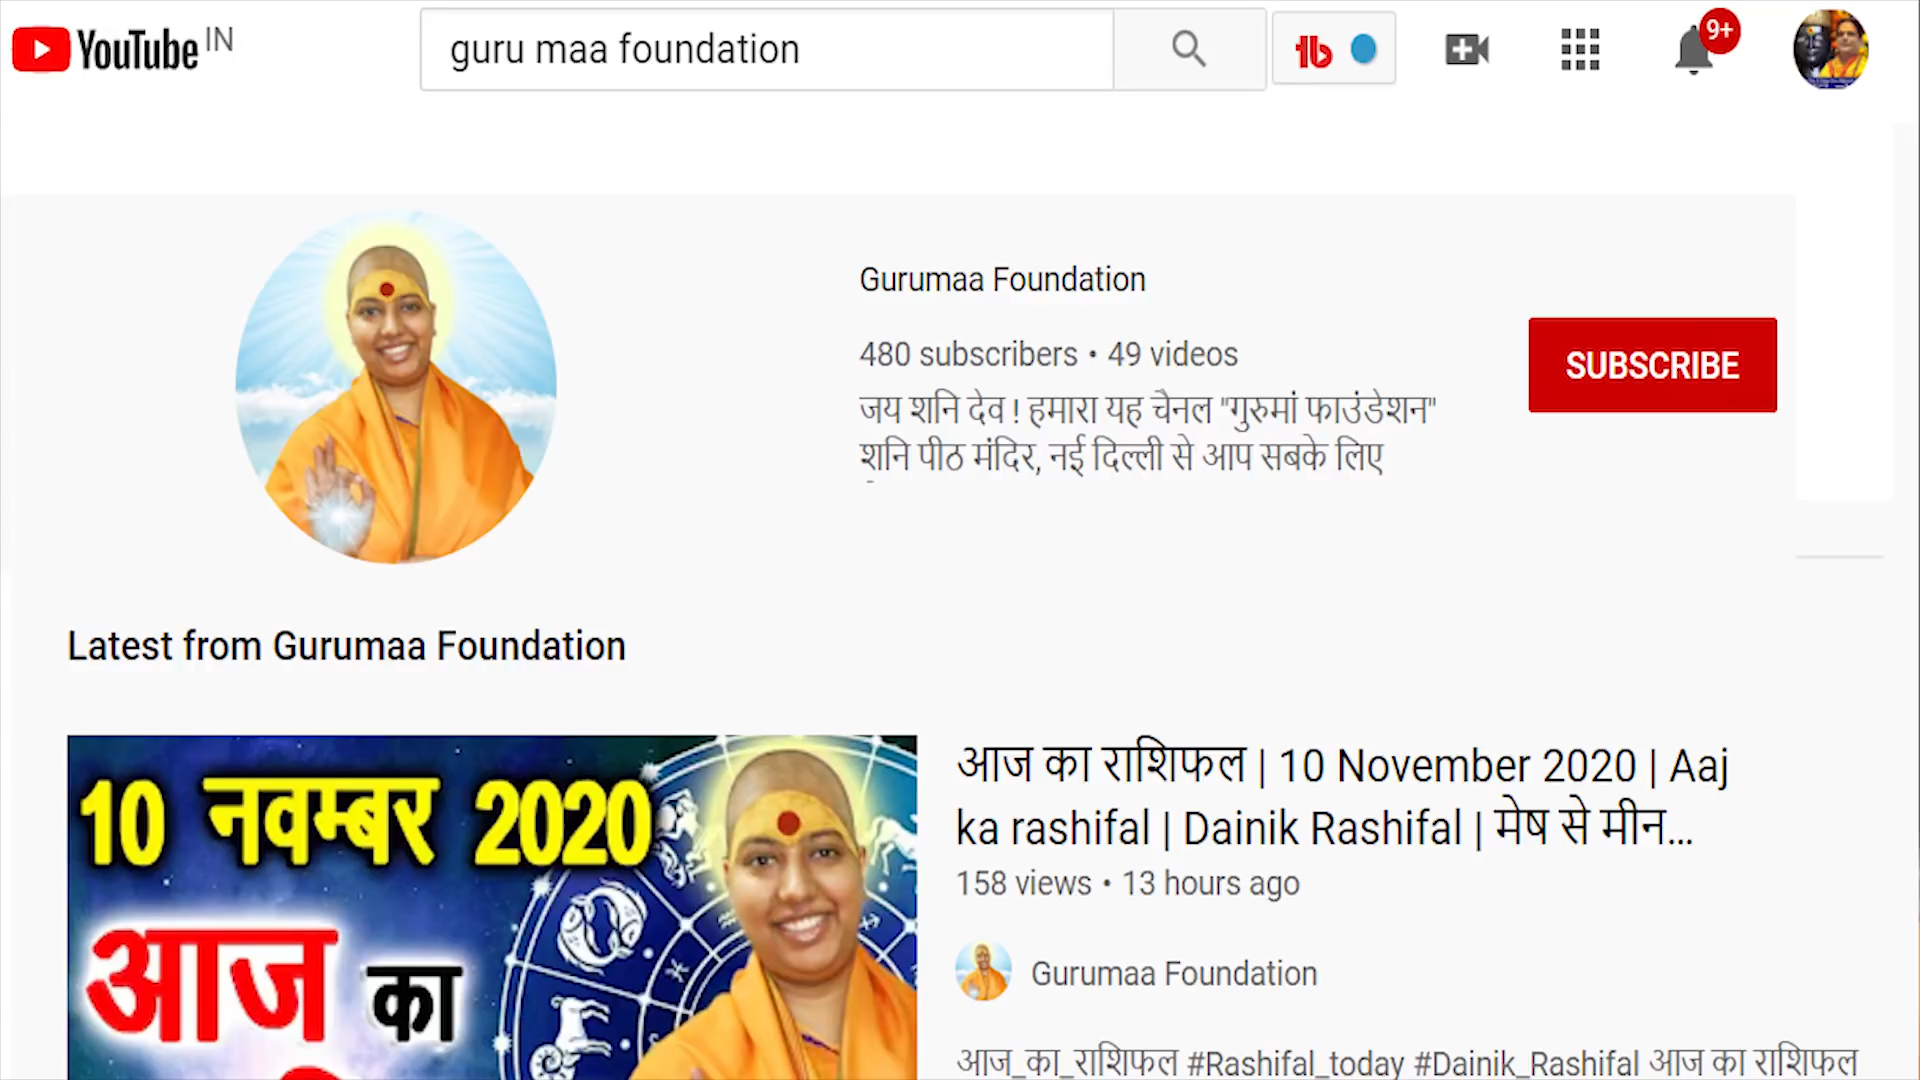 YouTube IN
guru maa foundation
9+
Gurumaa Foundation
480 subscribers • 49 videos
SUBSCRIBE
जय शनि देव ! हमारा यह चैनल "गुरुमां फाउंडेशन"
शनि पीठ मंदिर, नई दिल्ली से आप सबके लिए
Latest from Gurumaa Foundation
10 नवम्बर 2020
आज का
आज का राशिफल | 10 November 2020 | Aaj
ka rashifal | Dainik Rashifal | मेष से मीन...
158 views • 13 hours ago
Gurumaa Foundation
आज_का_राशिफल #Rashifal_today #Dainik_Rashifal आज का राशिफल